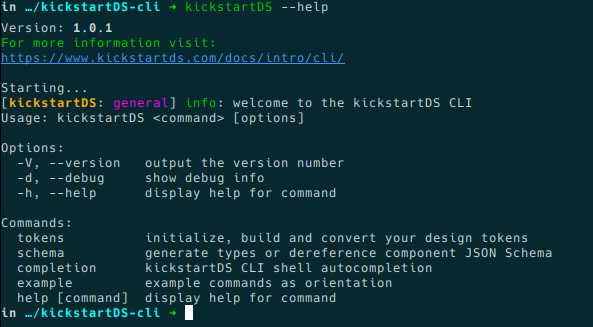 in …/kickstartDS-cli ➜ kickstartDS --help
Version: 1.0.1
For more information visit:
https://www.kickstartds.com/docs/intro/cli/
Starting...
[kickstartDS: general] info: welcome to the kickstartDS CLI
Usage: kickstartDS <command> [options]
Options:
-V, --version output the version number
-d, --debug show debug info
-h, --help display help for command
Commands:
tokens initialize, build and convert your design tokens
schema generate types or dereference component JSON Schema
completion kickstartDS CLI shell autocompletion
example example commands as orientation
help [command] display help for command
in …/kickstartDS-cli ➜